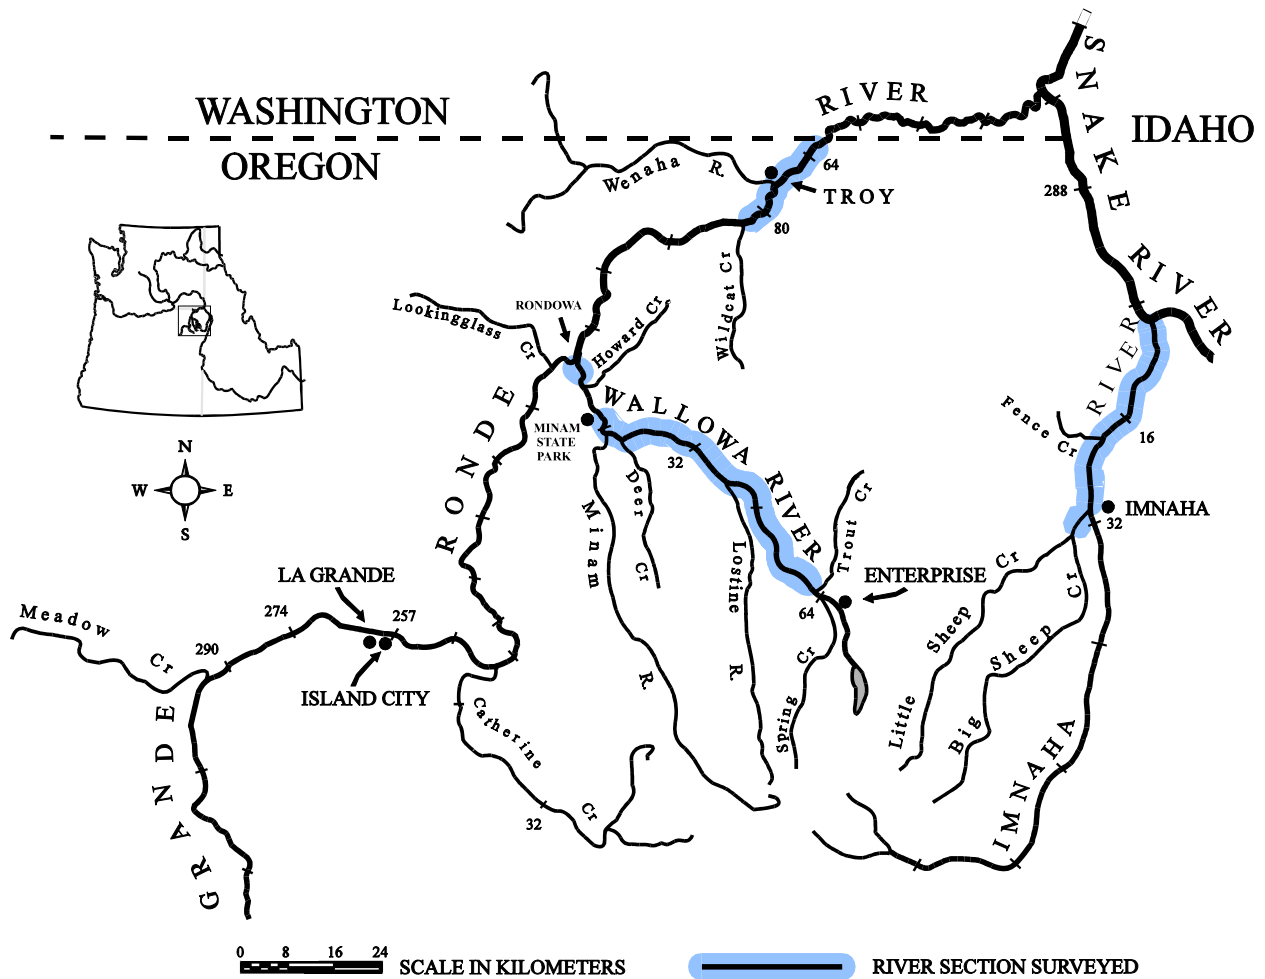 SNAKE RIVER
RIVER
WASHINGTON
IDAHO
OREGON
Wenaha R.
64
TROY
288
80
Wildcat Cr
RONDOWA
Lookingglass Cr
Howard Cr
RIVER
Fence Cr
16
WALLOWA RIVER
MINAM
STATE
PARK
32
RONDE
Deer Cr
Minam R.
Lostine R.
Trout Cr
IMNAHA
32
N
W E
S
ENTERPRISE
64
LA GRANDE
274
257
290
Meadow Cr
ISLAND CITY
Catherine Cr
32
Spring Cr
Little Sheep Cr
Big Sheep Cr
IMNAHA
GRANDE
0 8 16 24
SCALE IN KILOMETERS
RIVER SECTION SURVEYED